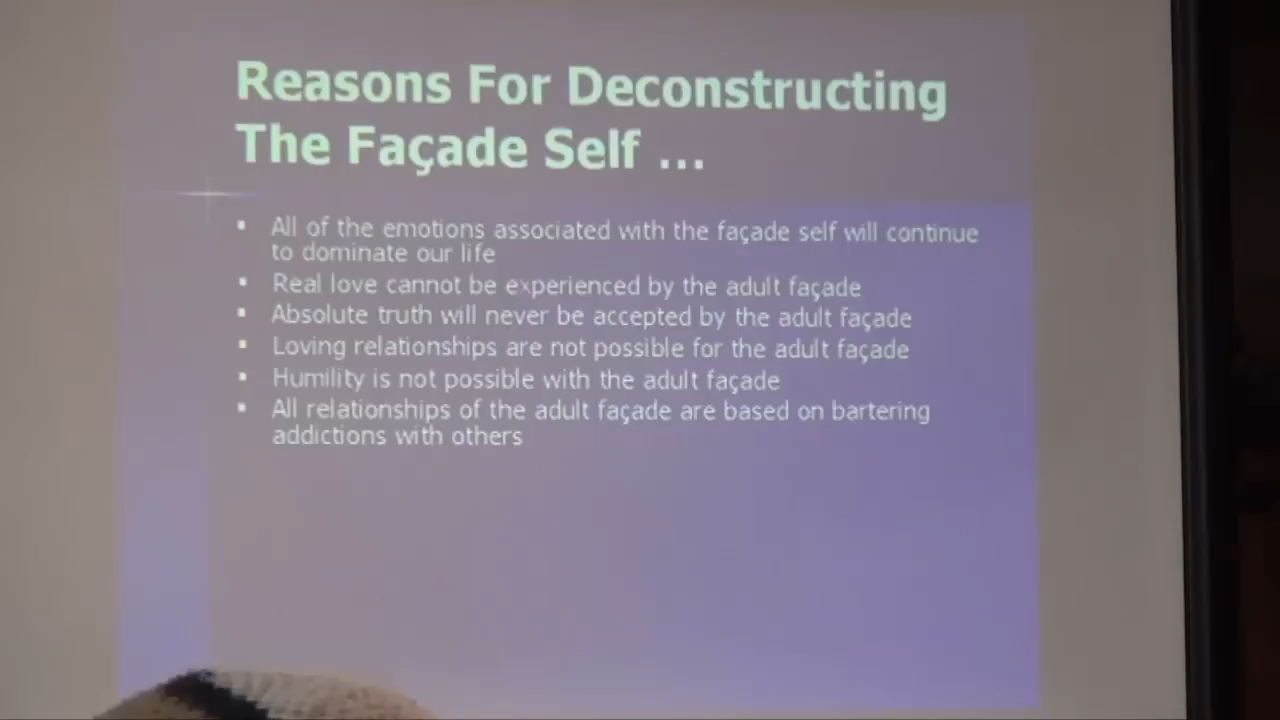 Reasons For Deconstructing
The Façade Self ...
▪ All of the emotions associated with the façade self will continue
to dominate our life
▪ Real love cannot be experienced by the adult façade
▪ Absolute truth will never be accepted by the adult façade
▪ Loving relationships are not possible for the adult façade
▪ Humility is not possible with the adult façade
▪ All relationships of the adult façade are based on bartering
addictions with others